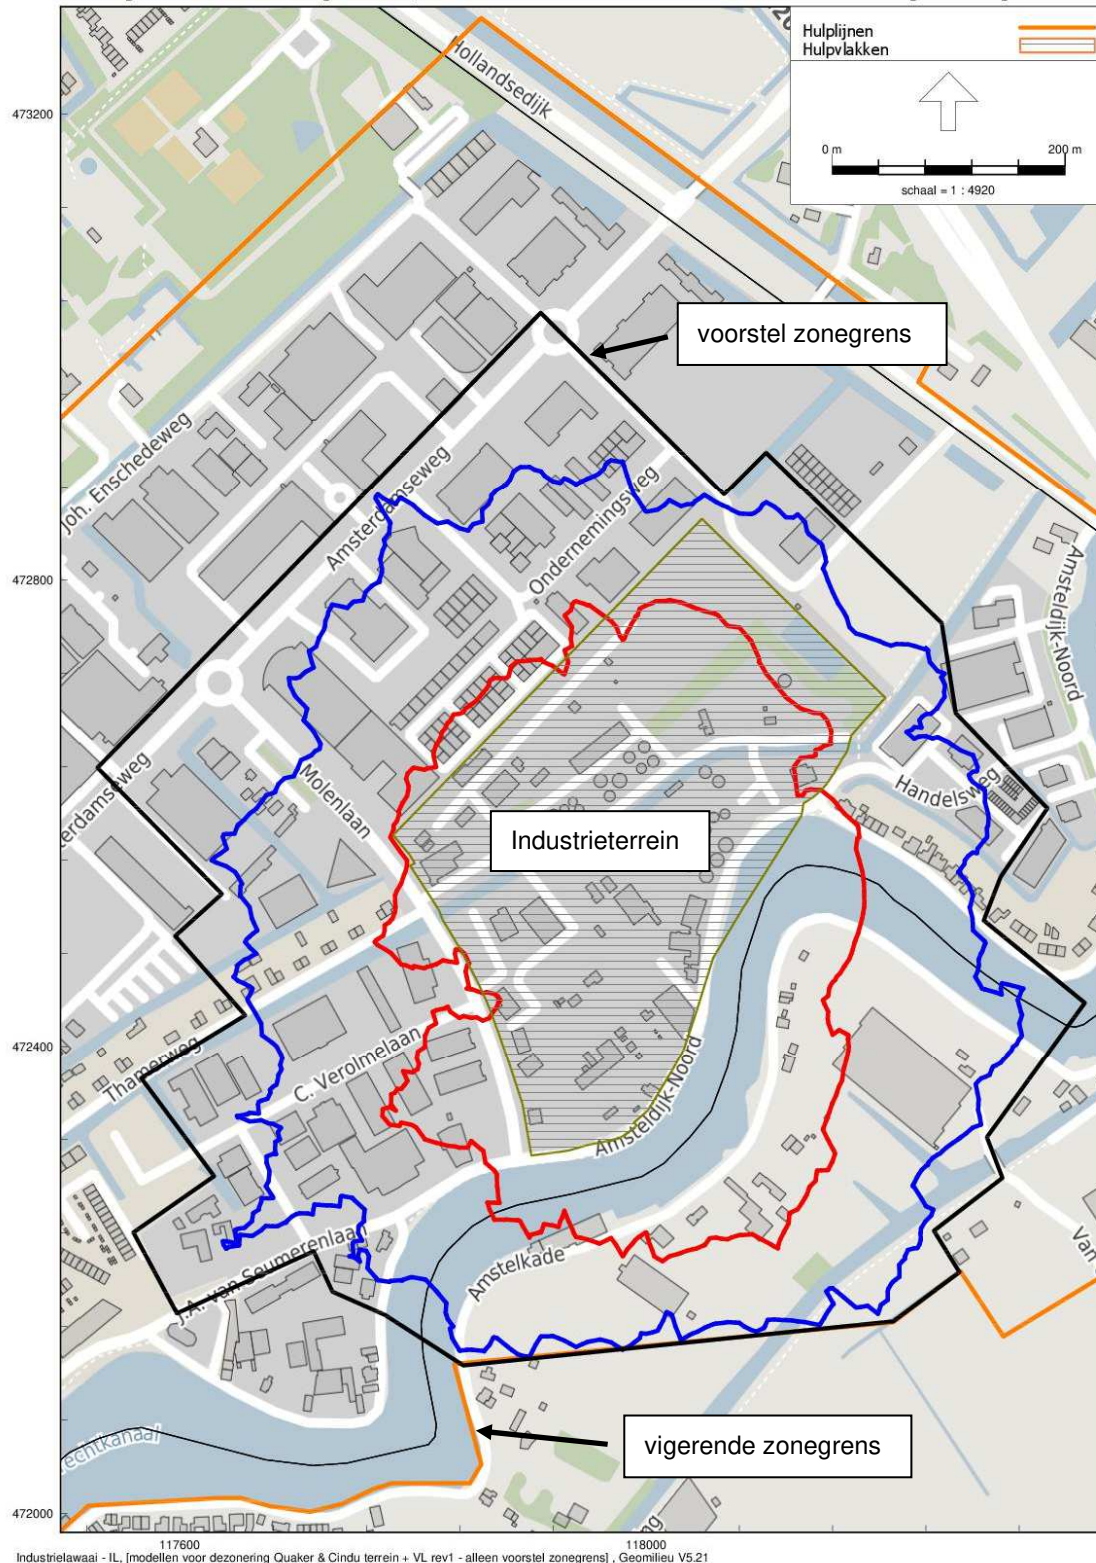 Hulplijnen
Hulpvlakken
0 m 200 m
schaal = 1 : 4920
473200
Hollandsedijk
voorstel zonegrens
Joh. Enschedeweg
Amsterdamseweg
Ondernemingsweg
472800
Amsteldijk-Noord
Molenlaan
Handelsweg
terdamseweg
Industrieterrein
Thamerweg
C. Verolmelaan
472400
Amsteldijk-Noord
J.A. van Seumerenlaan
Amstelkade
Van
vigerende zonegrens
echtkanaal
472000
117600 118000
Industrielawaai - IL, [modellen voor dezonering Quaker & Cindu terrein + VL rev1 - alleen voorstel zonegrens] , Geomilieu V5.21